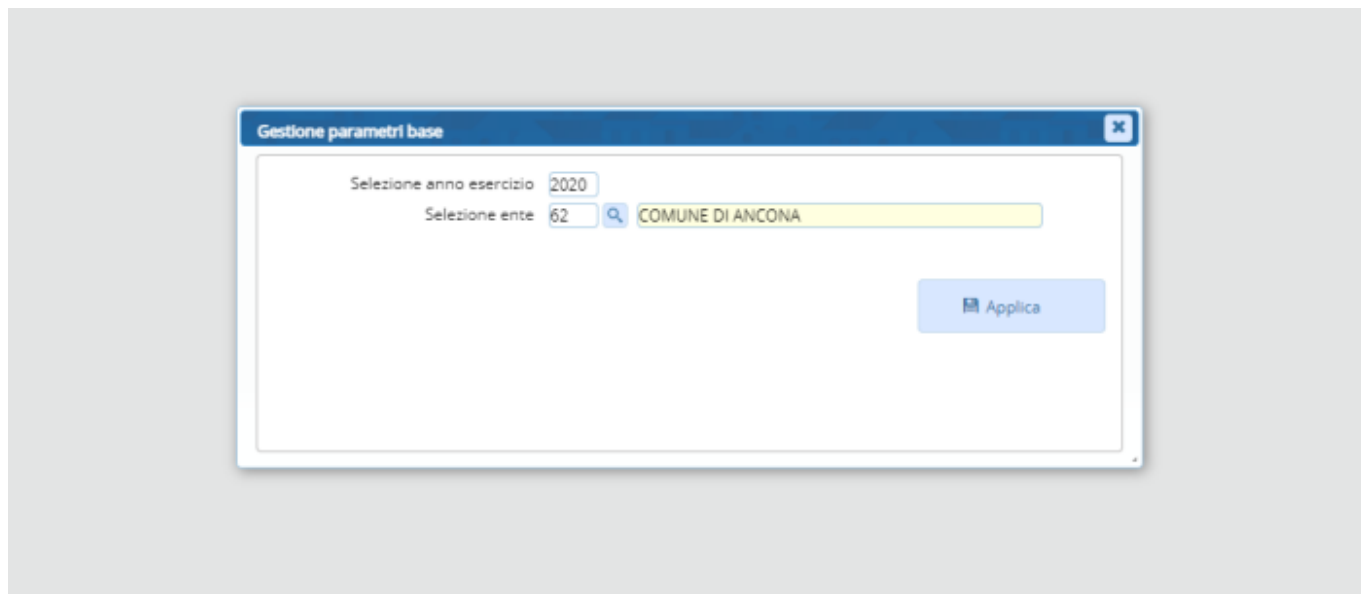 Gestione parametri base
Selezione anno esercizio 2020
Selezione ente 62 COMUNE DI ANCONA
Applica